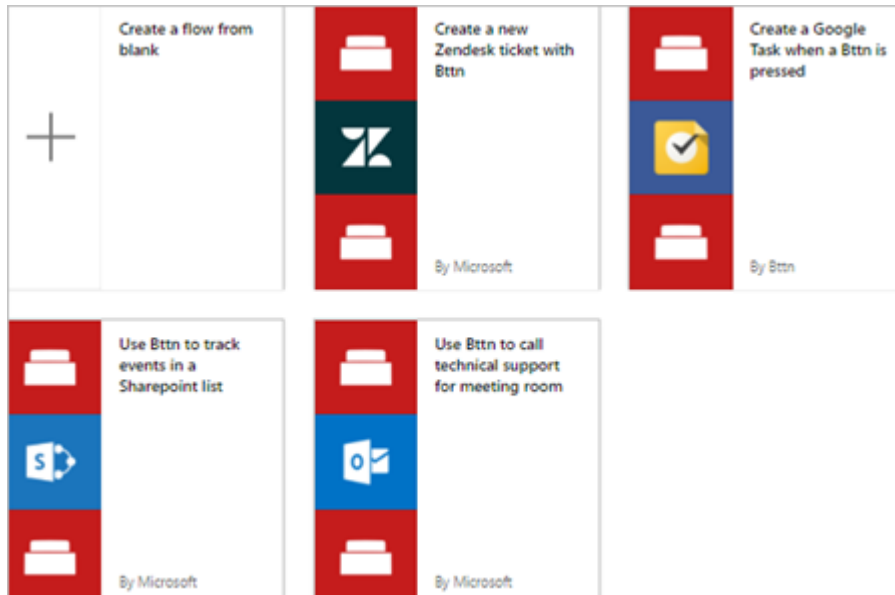 Create a flow from
blank
Create a new
Zendesk ticket with
Bttn
By Microsoft
Create a Google
Task when a Bttn is
pressed
By Bttn
Use Bttn to track
events in a
Sharepoint list
By Microsoft
Use Bttn to call
technical support
for meeting room
By Microsoft